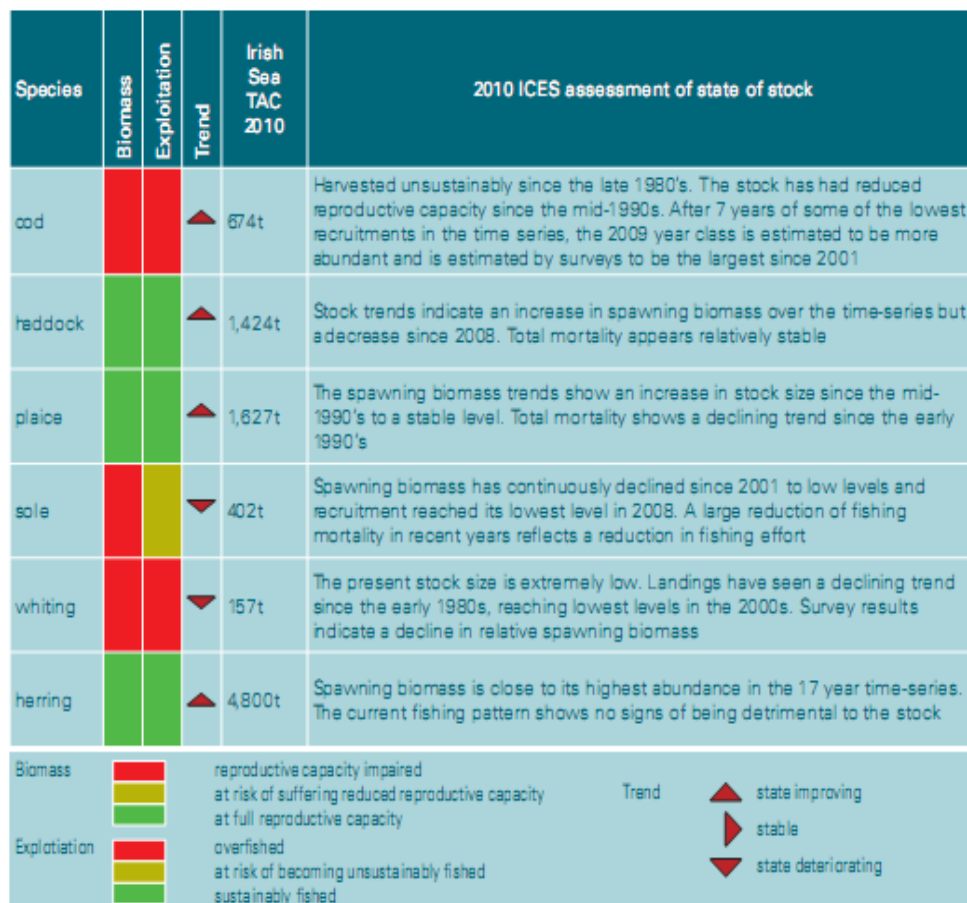 Species
Biomass
Exploitation
Trend
Irish
Sea
TAC
2010
2010 ICES assessment of state of stock
cod
674t
Harvested unsustainably since the late 1980's. The stock has had reduced
reproductive capacity since the mid-1990s. After 7 years of some of the lowest
recruitments in the time series, the 2009 year class is estimated to be more
abundant and is estimated by surveys to be the largest since 2001
haddock
1,424t
Stock trends indicate an increase in spawning biomass over the time-series but
a decrease since 2008. Total mortality appears relatively stable
plaice
1,627t
The spawning biomass trends show an increase in stock size since the mid-
1990's to a stable level. Total mortality shows a declining trend since the early
1990's
sole
402t
Spawning biomass has continuously declined since 2001 to low levels and
recruitment reached its lowest level in 2008. A large reduction of fishing
mortality in recent years reflects a reduction in fishing effort
whiting
157t
The present stock size is extremely low. Landings have seen a declining trend
since the early 1980s, reaching lowest levels in the 2000s. Survey results
indicate a decline in relative spawning biomass
herring
4,800t
Spawning biomass is close to its highest abundance in the 17 year time-series.
The current fishing pattern shows no signs of being detrimental to the stock
Biomass
reproductive capacity impaired
at risk of suffering reduced reproductive capacity
at full reproductive capacity
Explotiation
overfished
at risk of becoming unsustainably fished
sustainably fished
Trend
state improving
stable
state deteriorating